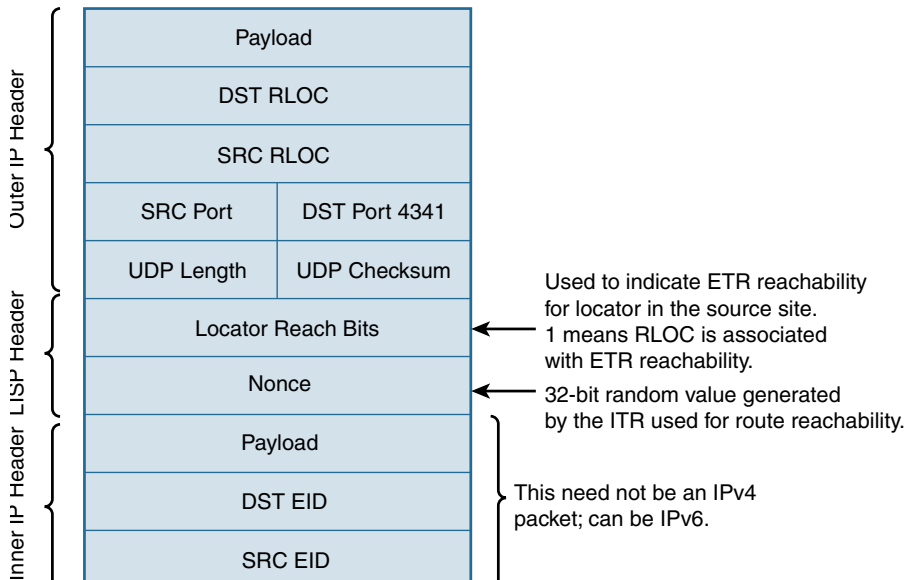 Outer IP Header
LISP Header
Inner IP Header
Payload
DST RLOC
SRC RLOC
SRC Port
DST Port 4341
UDP Length
UDP Checksum
Locator Reach Bits
Nonce
Payload
DST EID
SRC EID
Used to indicate ETR reachability
for locator in the source site.
1 means RLOC is associated
with ETR reachability.
32-bit random value generated
by the ITR used for route reachability.
This need not be an IPv4
packet; can be IPv6.